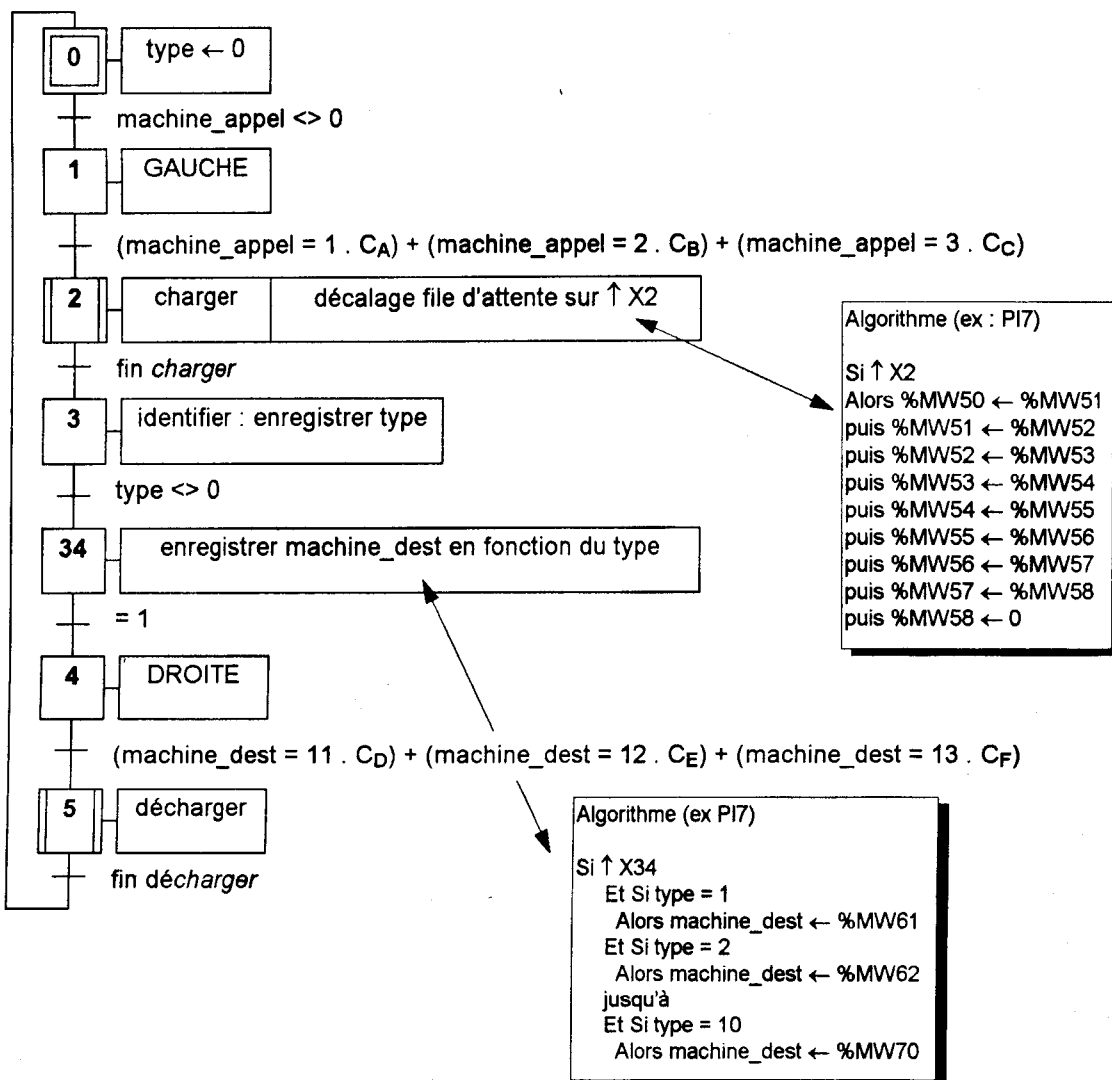 0
type ← 0
machine_appel <> 0
1
GAUCHE
(machine_appel = 1 . CA) + (machine_appel = 2 . CB) + (machine_appel = 3 . CC)
2
charger
décalage file d'attente sur ↑ X2
fin charger
3
identifier : enregistrer type
type <> 0
34
enregistrer machine_dest en fonction du type
= 1
4
DROITE
(machine_dest = 11 . CD) + (machine_dest = 12 . CE) + (machine_dest = 13 . CF)
5
décharger
fin décharger
Algorithme (ex : PI7)
Si ↑ X2
Alors %MW50 ← %MW51
puis %MW51 ← %MW52
puis %MW52 ← %MW53
puis %MW53 ← %MW54
puis %MW54 ← %MW55
puis %MW55 ← %MW56
puis %MW56 ← %MW57
puis %MW57 ← %MW58
puis %MW58 ← 0
Algorithme (ex PI7)
Si ↑ X34
Et Si type = 1
Alors machine_dest ← %MW61
Et Si type = 2
Alors machine_dest ← %MW62
jusqu'à
Et Si type = 10
Alors machine_dest ← %MW70